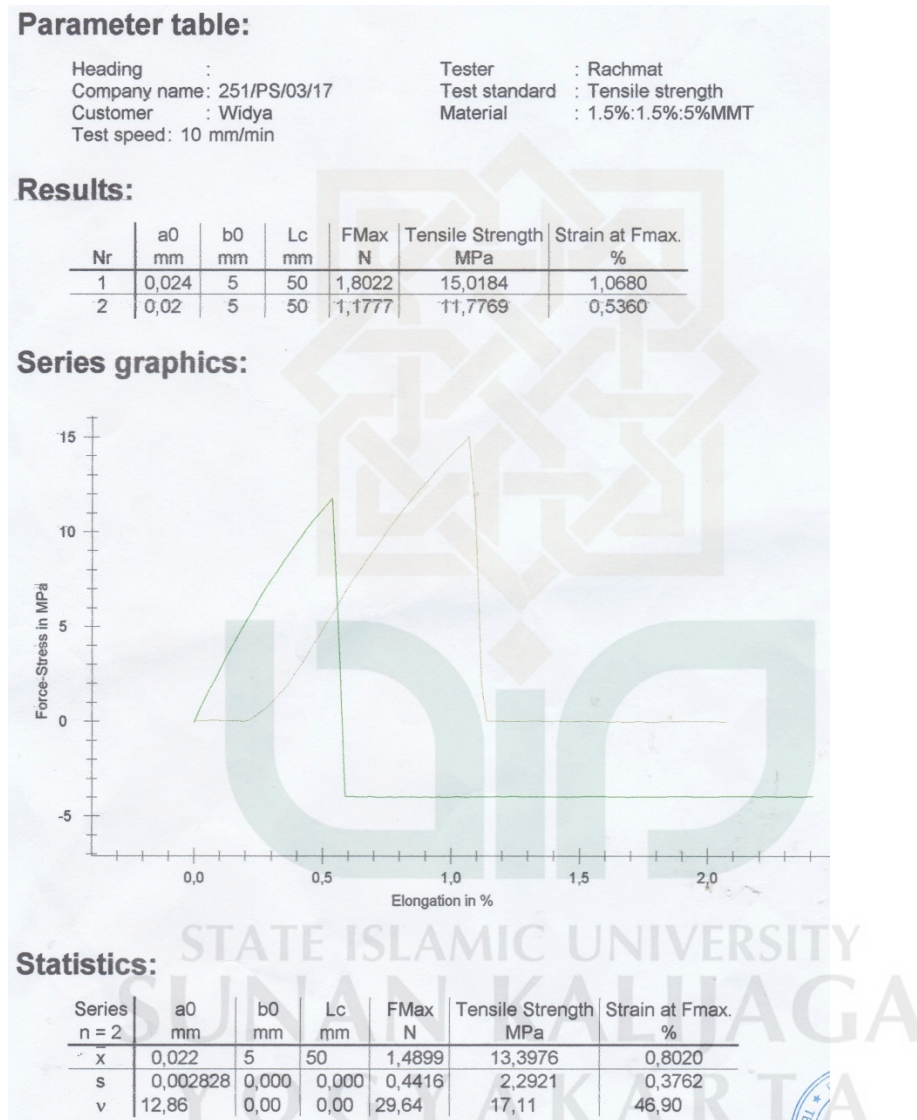 Parameter table:
Heading :
Company name: 251/PS/03/17
Customer : Widya
Test speed: 10 mm/min
Tester : Rachmat
Test standard : Tensile strength
Material : 1.5%:1.5%:5%MMT
Results:
a0 b0 Lc FMax Tensile Strength Strain at Fmax.
Nr mm mm mm N MPa %
1 0,024 5 50 1,8022 15,0184 1,0680
2 0,02 5 50 1,1777 11,7769 0,5360
Series graphics:
15
10
5
0
-5
Force-Stress in MPa
0,0 0,5 1,0 1,5 2,0
Elongation in %
STATE ISLAMIC UNIVERSITY
SUNAN KALIJAGA
YOGYAKARTA
Statistics:
Series a0 b0 Lc FMax Tensile Strength Strain at Fmax.
n = 2 mm mm mm N MPa %
x̅ 0,022 5 50 1,4899 13,3976 0,8020
s 0,002828 0,000 0,000 0,4416 2,2921 0,3762
ν 12,86 0,00 0,00 29,64 17,11 46,90